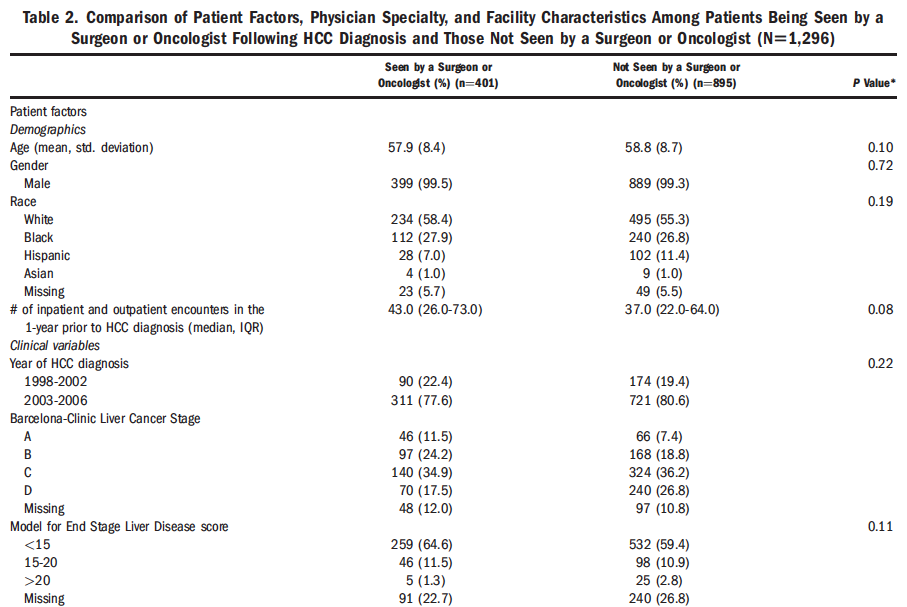 Table 2. Comparison of Patient Factors, Physician Specialty, and Facility Characteristics Among Patients Being Seen by a
Surgeon or Oncologist Following HCC Diagnosis and Those Not Seen by a Surgeon or Oncologist (N=1,296)
Seen by a Surgeon or Not Seen by a Surgeon or
Oncologist (%) (n=401) Oncologist (%) (n=895) P Value*
Patient factors
Demographics
Age (mean, std. deviation) 57.9 (8.4) 58.8 (8.7) 0.10
Gender 0.72
Male 399 (99.5) 889 (99.3)
Race 0.19
White 234 (58.4) 495 (55.3)
Black 112 (27.9) 240 (26.8)
Hispanic 28 (7.0) 102 (11.4)
Asian 4 (1.0) 9 (1.0)
Missing 23 (5.7) 49 (5.5)
# of inpatient and outpatient encounters in the 43.0 (26.0-73.0) 37.0 (22.0-64.0) 0.08
1-year prior to HCC diagnosis (median, IQR)
Clinical variables
Year of HCC diagnosis 0.22
1998-2002 90 (22.4) 174 (19.4)
2003-2006 311 (77.6) 721 (80.6)
Barcelona-Clinic Liver Cancer Stage
A 46 (11.5) 66 (7.4)
B 97 (24.2) 168 (18.8)
C 140 (34.9) 324 (36.2)
D 70 (17.5) 240 (26.8)
Missing 48 (12.0) 97 (10.8)
Model for End Stage Liver Disease score 0.11
<15 259 (64.6) 532 (59.4)
15-20 46 (11.5) 98 (10.9)
>20 5 (1.3) 25 (2.8)
Missing 91 (22.7) 240 (26.8)